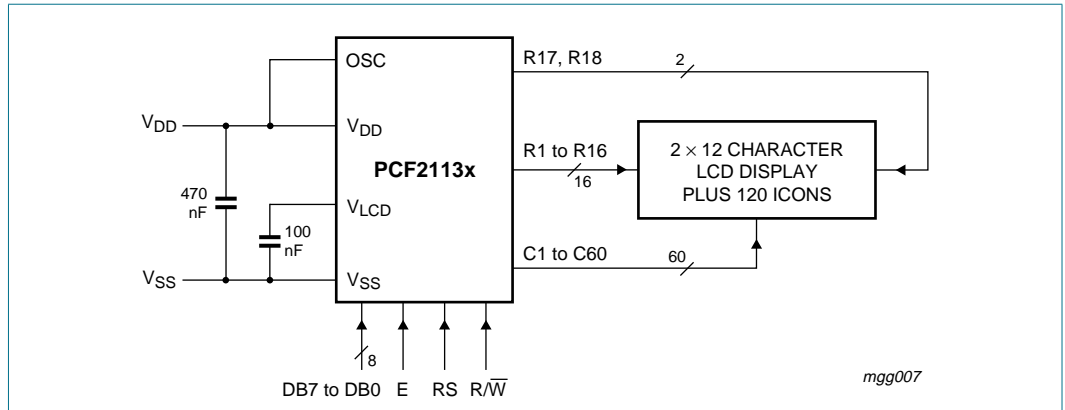 OSC
R17, R18
2
VDD
VDD
PCF2113x
R1 to R16
16
2 × 12 CHARACTER
LCD DISPLAY
PLUS 120 ICONS
470
nF
VLCD
100
nF
C1 to C60
60
VSS
VSS
8
DB7 to DB0
E
RS
R/W̅
mgg007